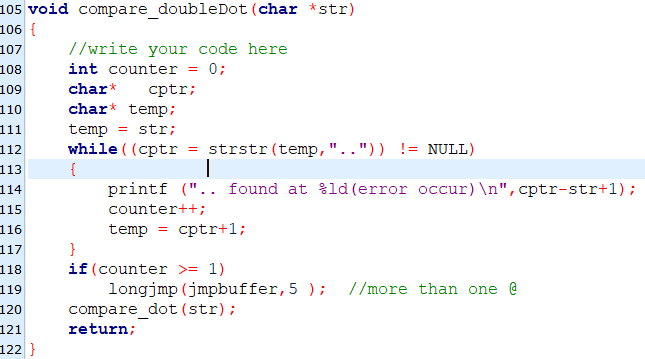 105 void compare_doubleDot(char *str)
106 {
107     //write your code here
108     int counter = 0;
109     char*   cptr;
110     char* temp;
111     temp = str;
112     while((cptr = strstr(temp,"..")) != NULL)
113     {
114         printf (".. found at %ld(error occur)\n",cptr-str+1);
115         counter++;
116         temp = cptr+1;
117     }
118     if(counter >= 1)
119         longjmp(jmpbuffer,5 );  //more than one @
120     compare_dot(str);
121     return;
122 }